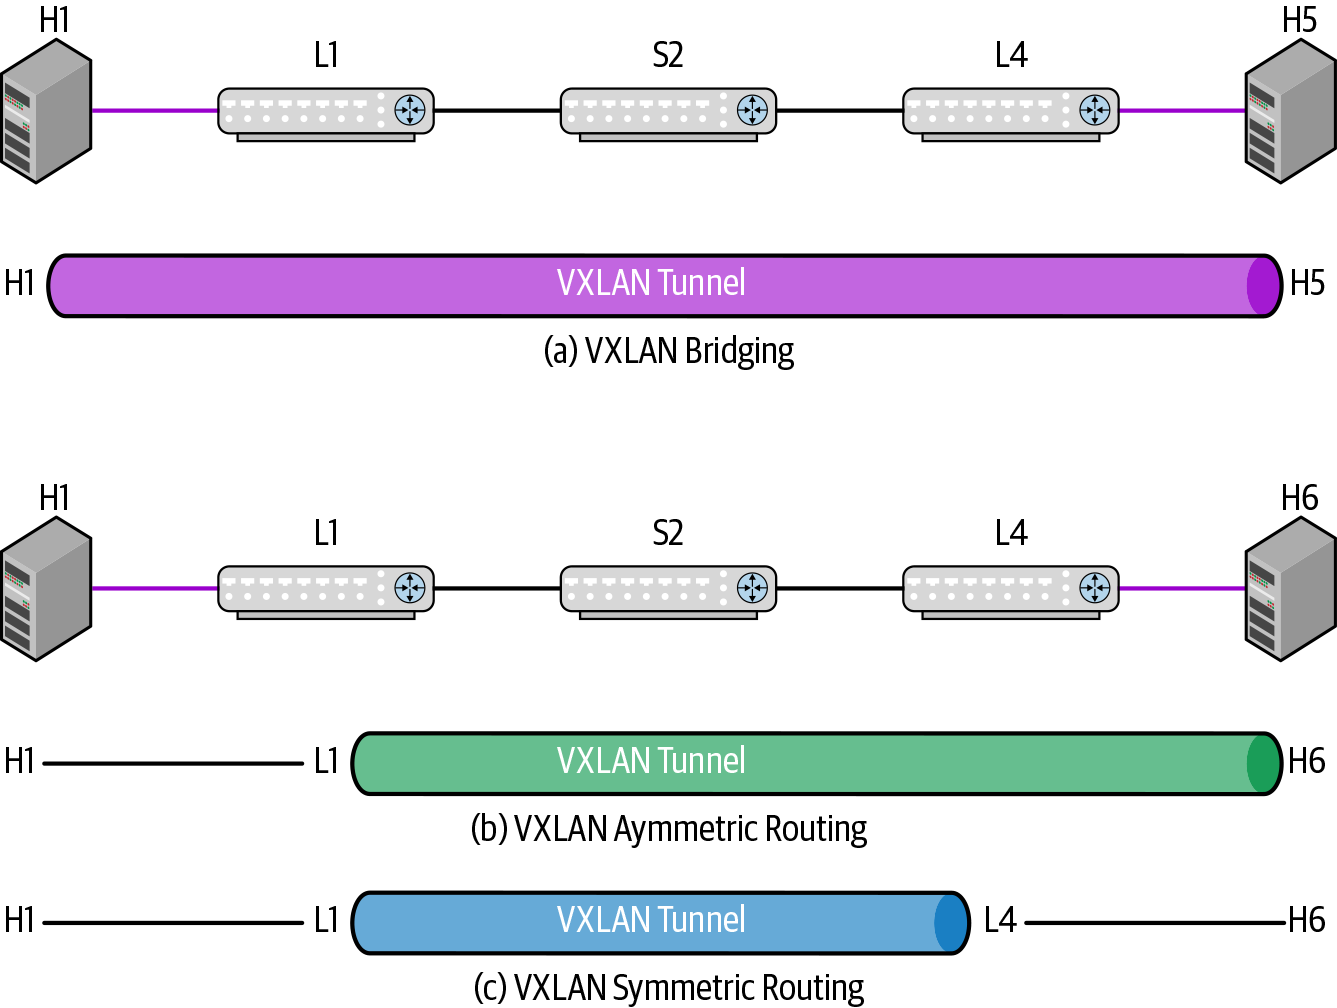 H1
H5
L1
S2
L4
H1 VXLAN Tunnel H5
(a) VXLAN Bridging
H1
H6
L1
S2
L4
H1 L1 VXLAN Tunnel H6
(b) VXLAN Aymmetric Routing
H1 L1 VXLAN Tunnel L4 H6
(c) VXLAN Symmetric Routing